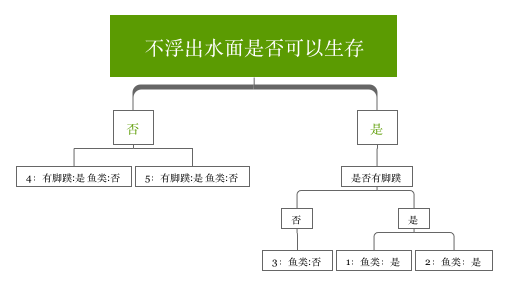 不浮出水面是否可以生存
否
是
4：有脚蹼:是 鱼类:否
5：有脚蹼:是 鱼类:否
是否有脚蹼
否
是
3：鱼类:否
1：鱼类：是
2：鱼类：是